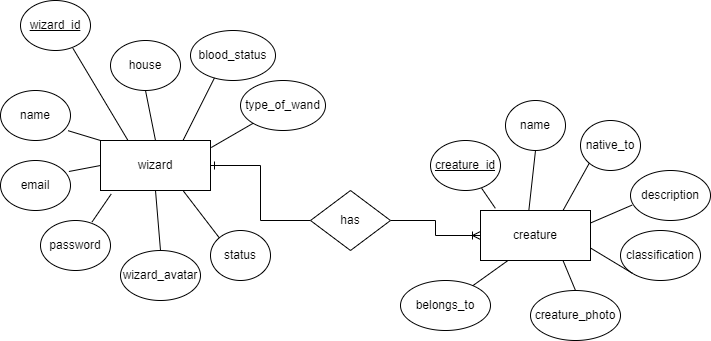 wizard_id
house
blood_status
type_of_wand
name
email
password
wizard_avatar
status
wizard
has
creature_id
name
native_to
description
classification
creature_photo
belongs_to
creature